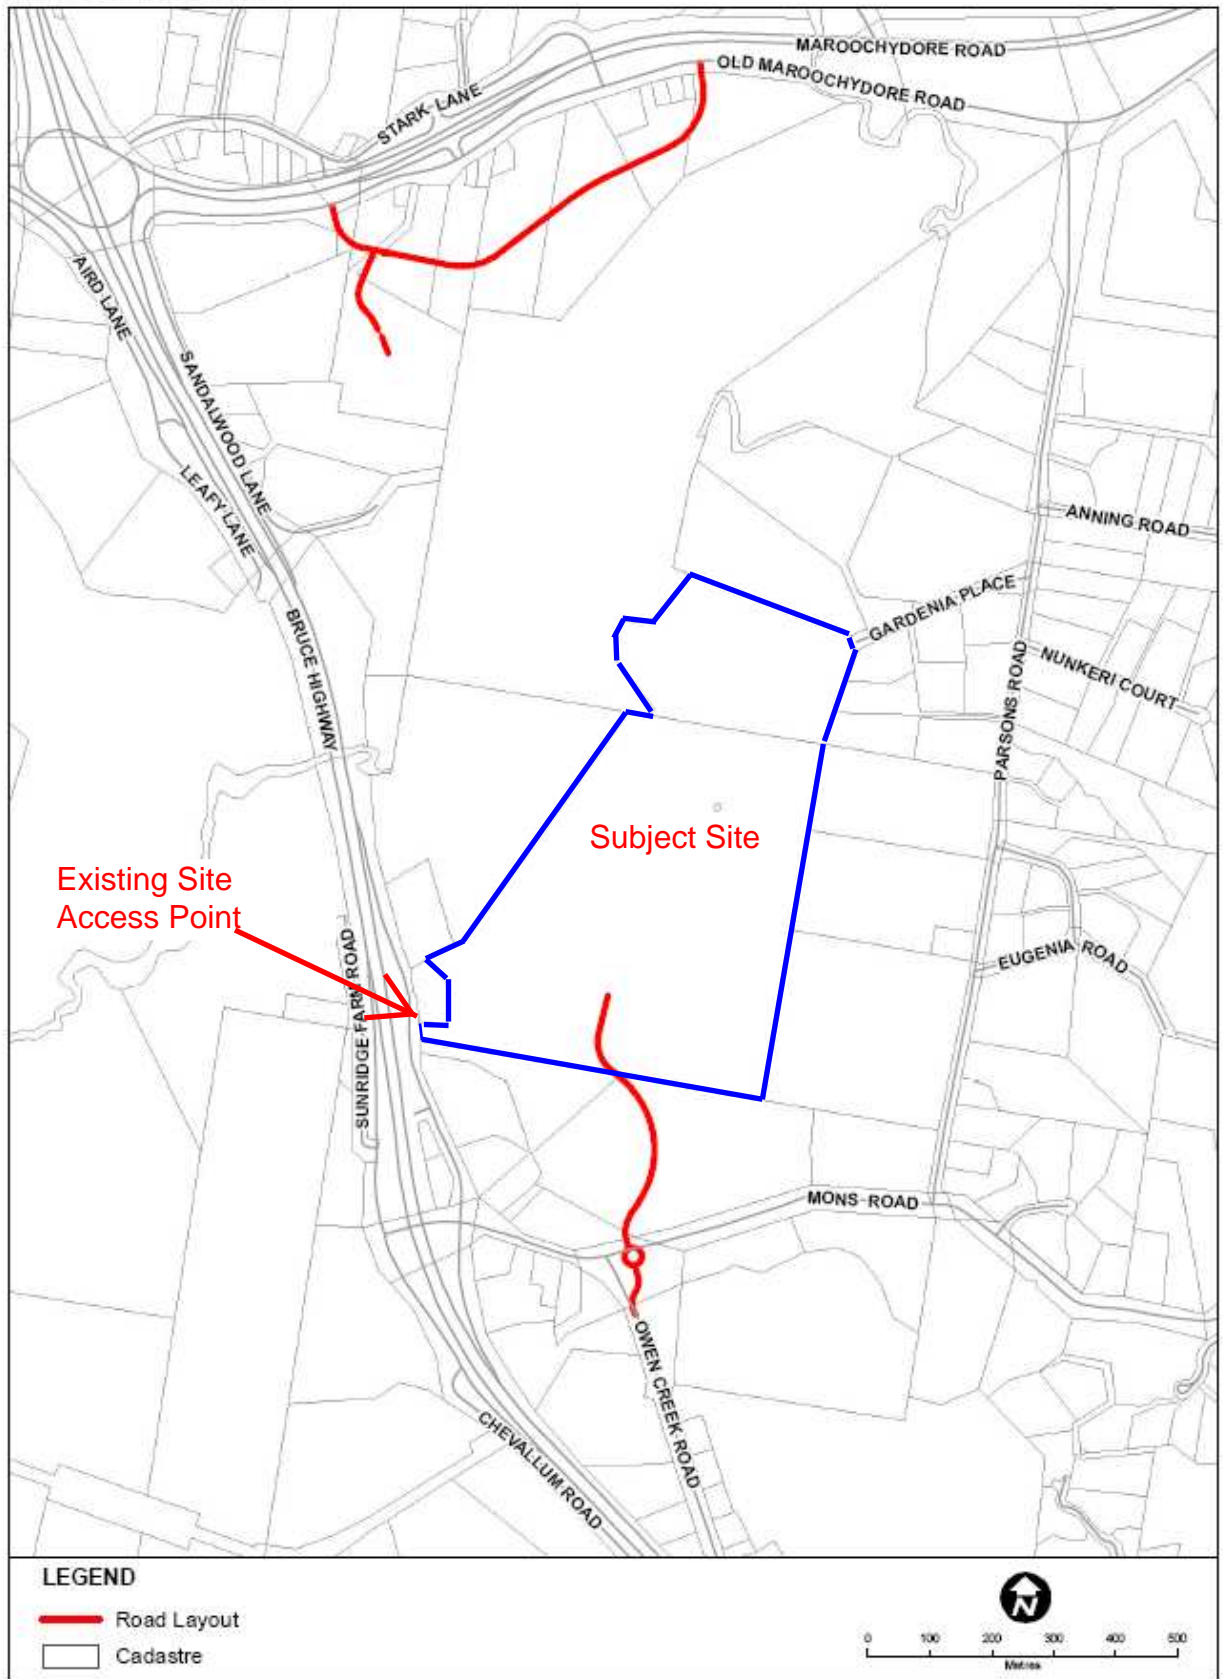 MAROOCHYDORE ROAD
OLD MAROOCHYDORE ROAD
STARK LANE
AIRD LANE
SANDALWOOD LANE
LEAFY LANE
ANNING ROAD
GARDENIA PLACE
BRUCE HIGHWAY
NUNKERI COURT
PARSONS ROAD
Subject Site
Existing Site
Access Point
SUNRIDGE FARM ROAD
EUGENIA ROAD
MONS ROAD
OWEN CREEK ROAD
CHEVALLUM ROAD
LEGEND
Road Layout
Cadastre
N
0 100 200 300 400 500
Metres